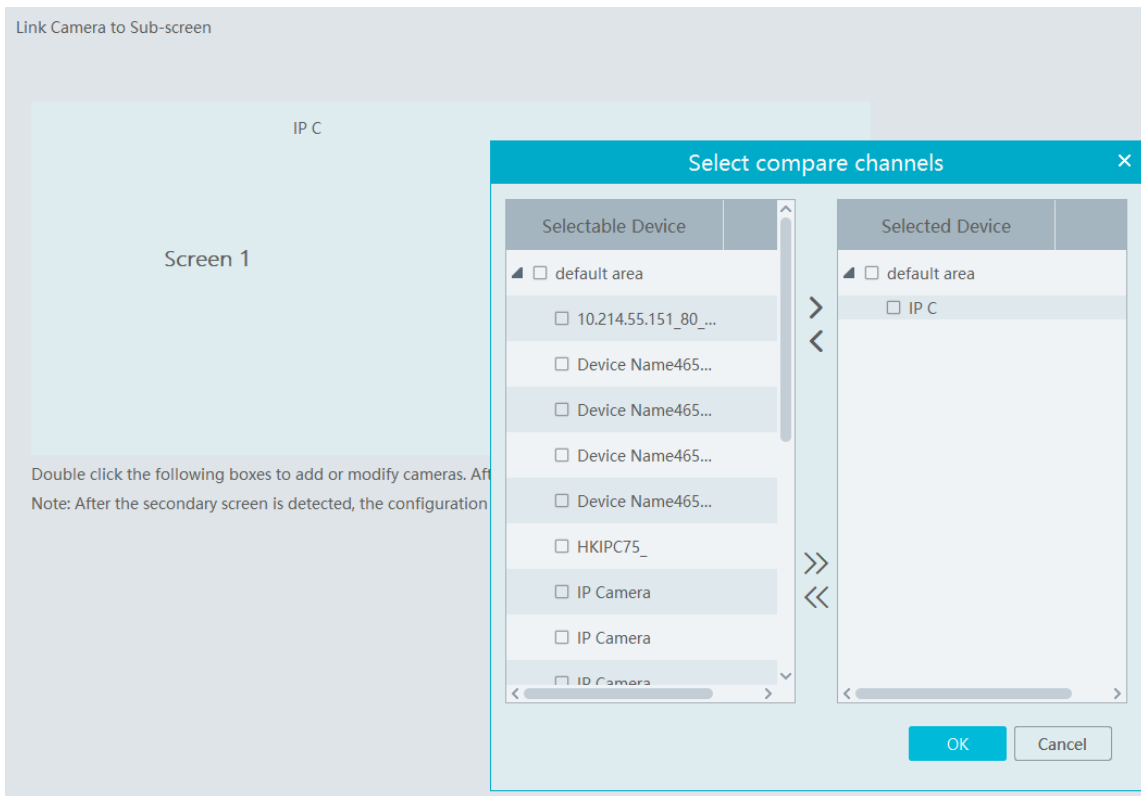 Link Camera to Sub-screen
IP C
Screen 1
Double click the following boxes to add or modify cameras. Aft
Note: After the secondary screen is detected, the configuration
Select compare channels
Selectable Device
default area
10.214.55.151_80_...
Device Name465...
Device Name465...
Device Name465...
Device Name465...
HKIPC75_
IP Camera
IP Camera
IP Camera
Selected Device
default area
IP C
OK
Cancel